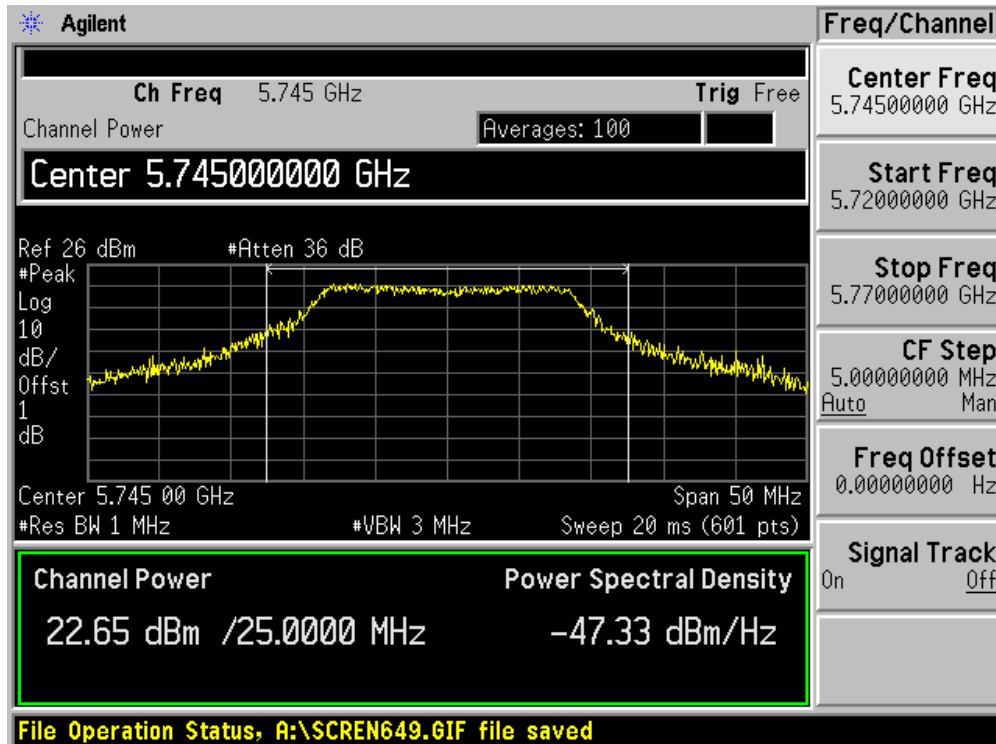 Agilent
Freq/Channel
Ch Freq 5.745 GHz Trig Free
Channel Power Averages: 100
Center 5.745000000 GHz
Ref 26 dBm #Atten 36 dB
#Peak
Log
10
dB/
Offst
1
dB
Center 5.745 00 GHz Span 50 MHz
#Res BW 1 MHz #VBW 3 MHz Sweep 20 ms (601 pts)
Channel Power Power Spectral Density
22.65 dBm /25.0000 MHz -47.33 dBm/Hz
Center Freq
5.74500000 GHz
Start Freq
5.72000000 GHz
Stop Freq
5.77000000 GHz
CF Step
5.00000000 MHz
Auto Man
Freq Offset
0.00000000 Hz
Signal Track
On Off
File Operation Status, A:\SCREN649.GIF file saved